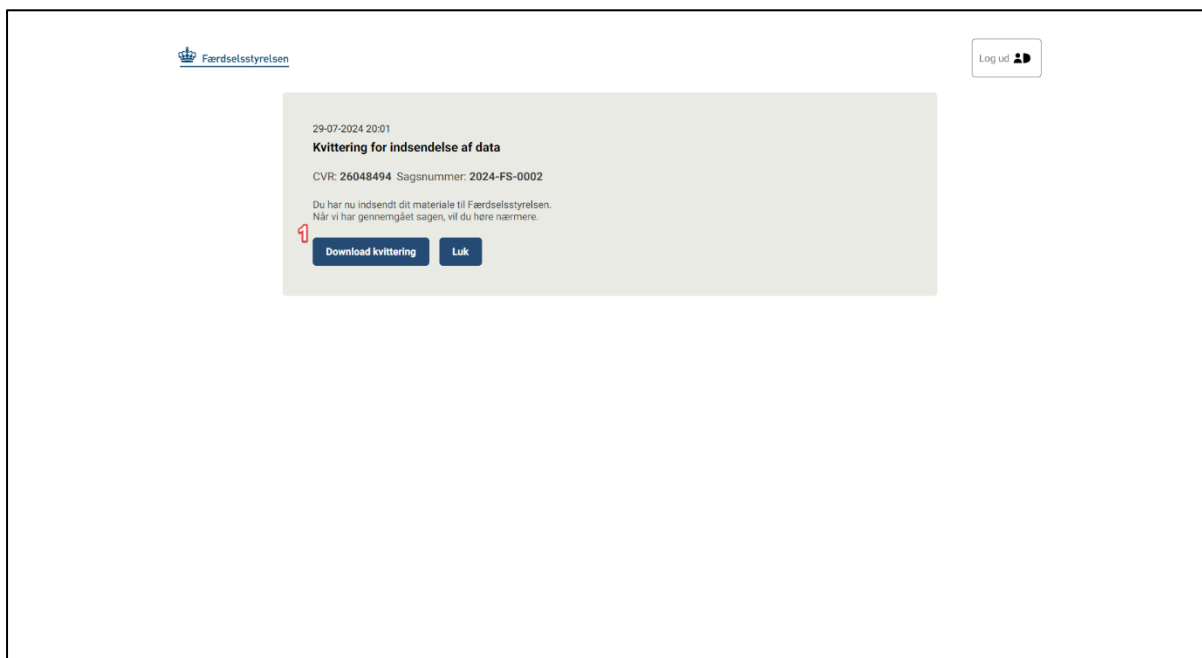 Færdselsstyrelsen
Log ud
29-07-2024 20:01
Kvittering for indsendelse af data
CVR: 26048494 Sagsnummer: 2024-FS-0002
Du har nu indsendt dit materiale til Færdselsstyrelsen.
Når vi har gennemgået sagen, vil du høre nærmere.
1
Download kvittering
Luk